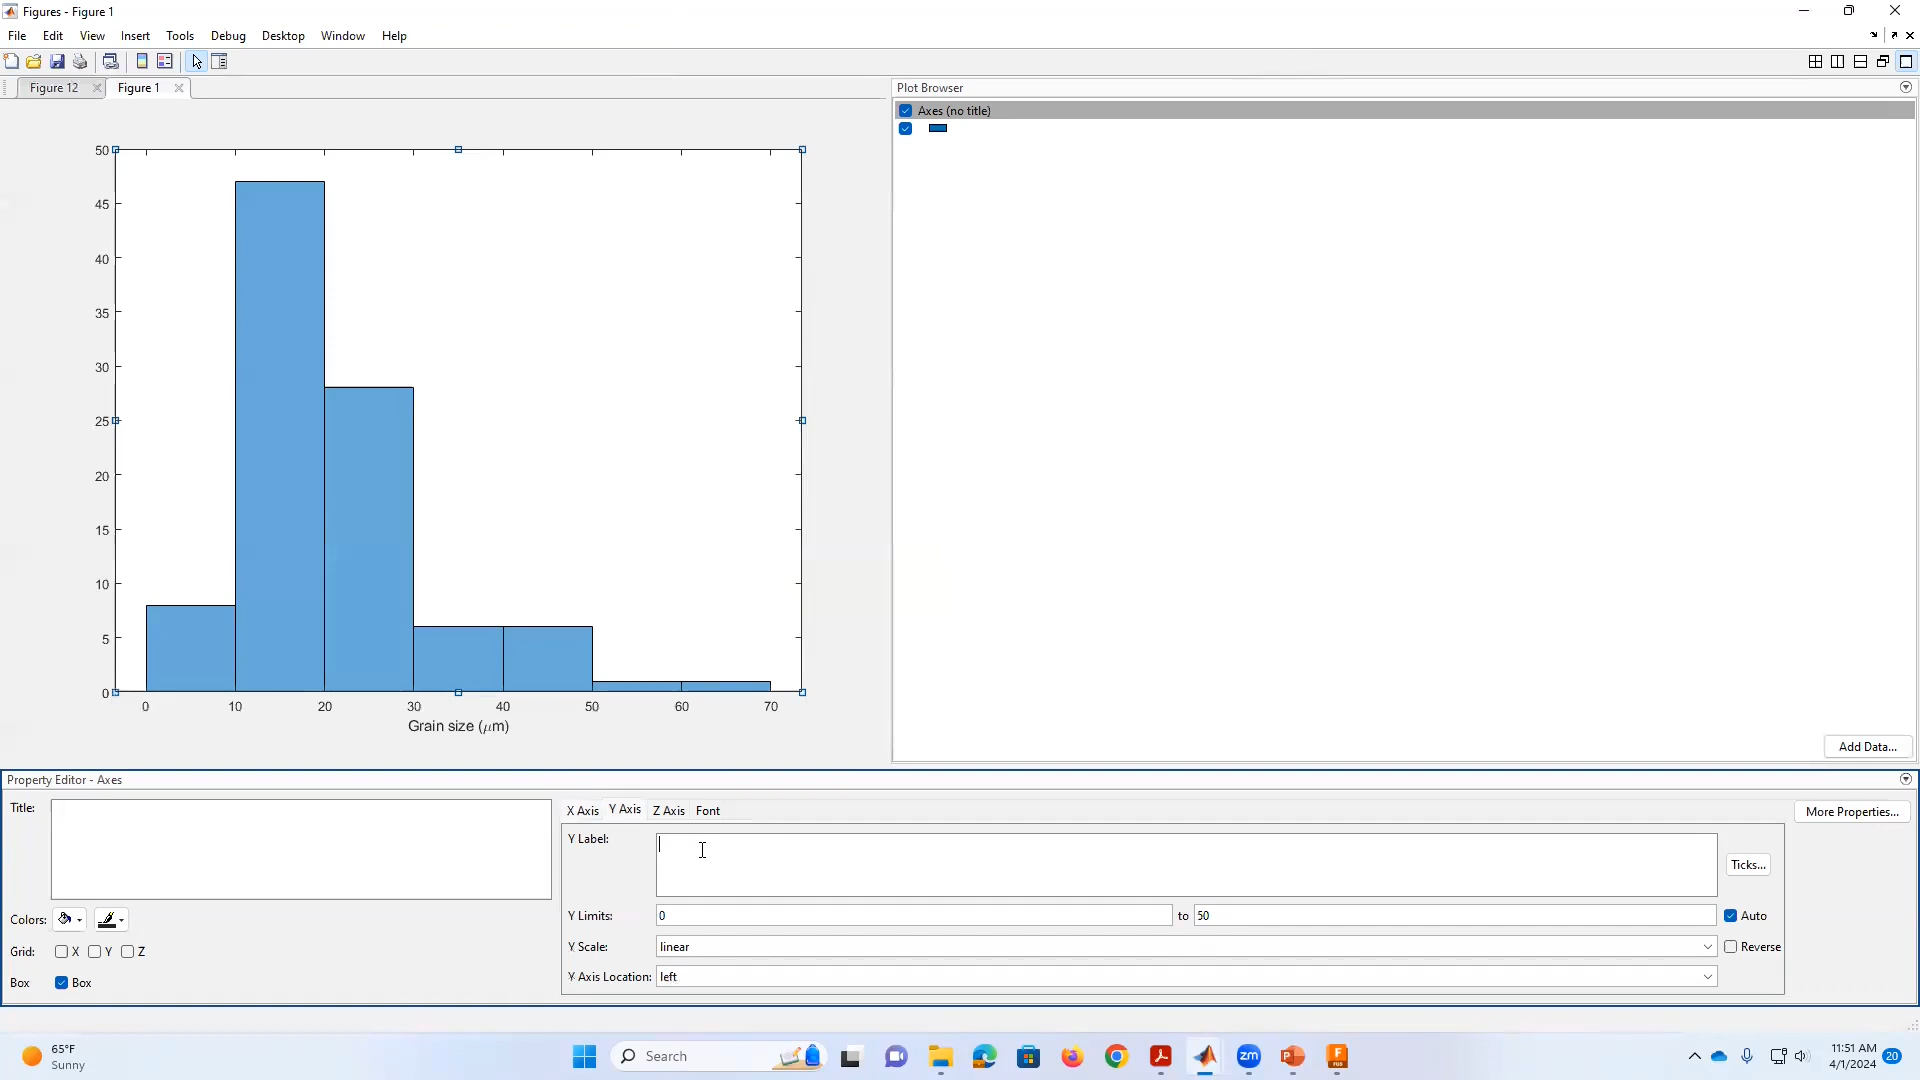 Figures - Figure 1
File Edit View Insert Tools Debug Desktop Window Help
Figure 12 Figure 1
Plot Browser
Axes (no title)
50
45
40
35
30
25
20
15
10
5
0
0 10 20 30 40 50 60 70
Grain size (μm)
Add Data...
Property Editor - Axes
Title:
X Axis Y Axis Z Axis Font
More Properties...
Y Label:
Ticks...
Colors:
Y Limits: 0 to 50 Auto
Grid: X Y Z
Y Scale: linear Reverse
Box Box
Y Axis Location: left
65°F
Sunny
Search
zm
11:51 AM
4/1/2024
20